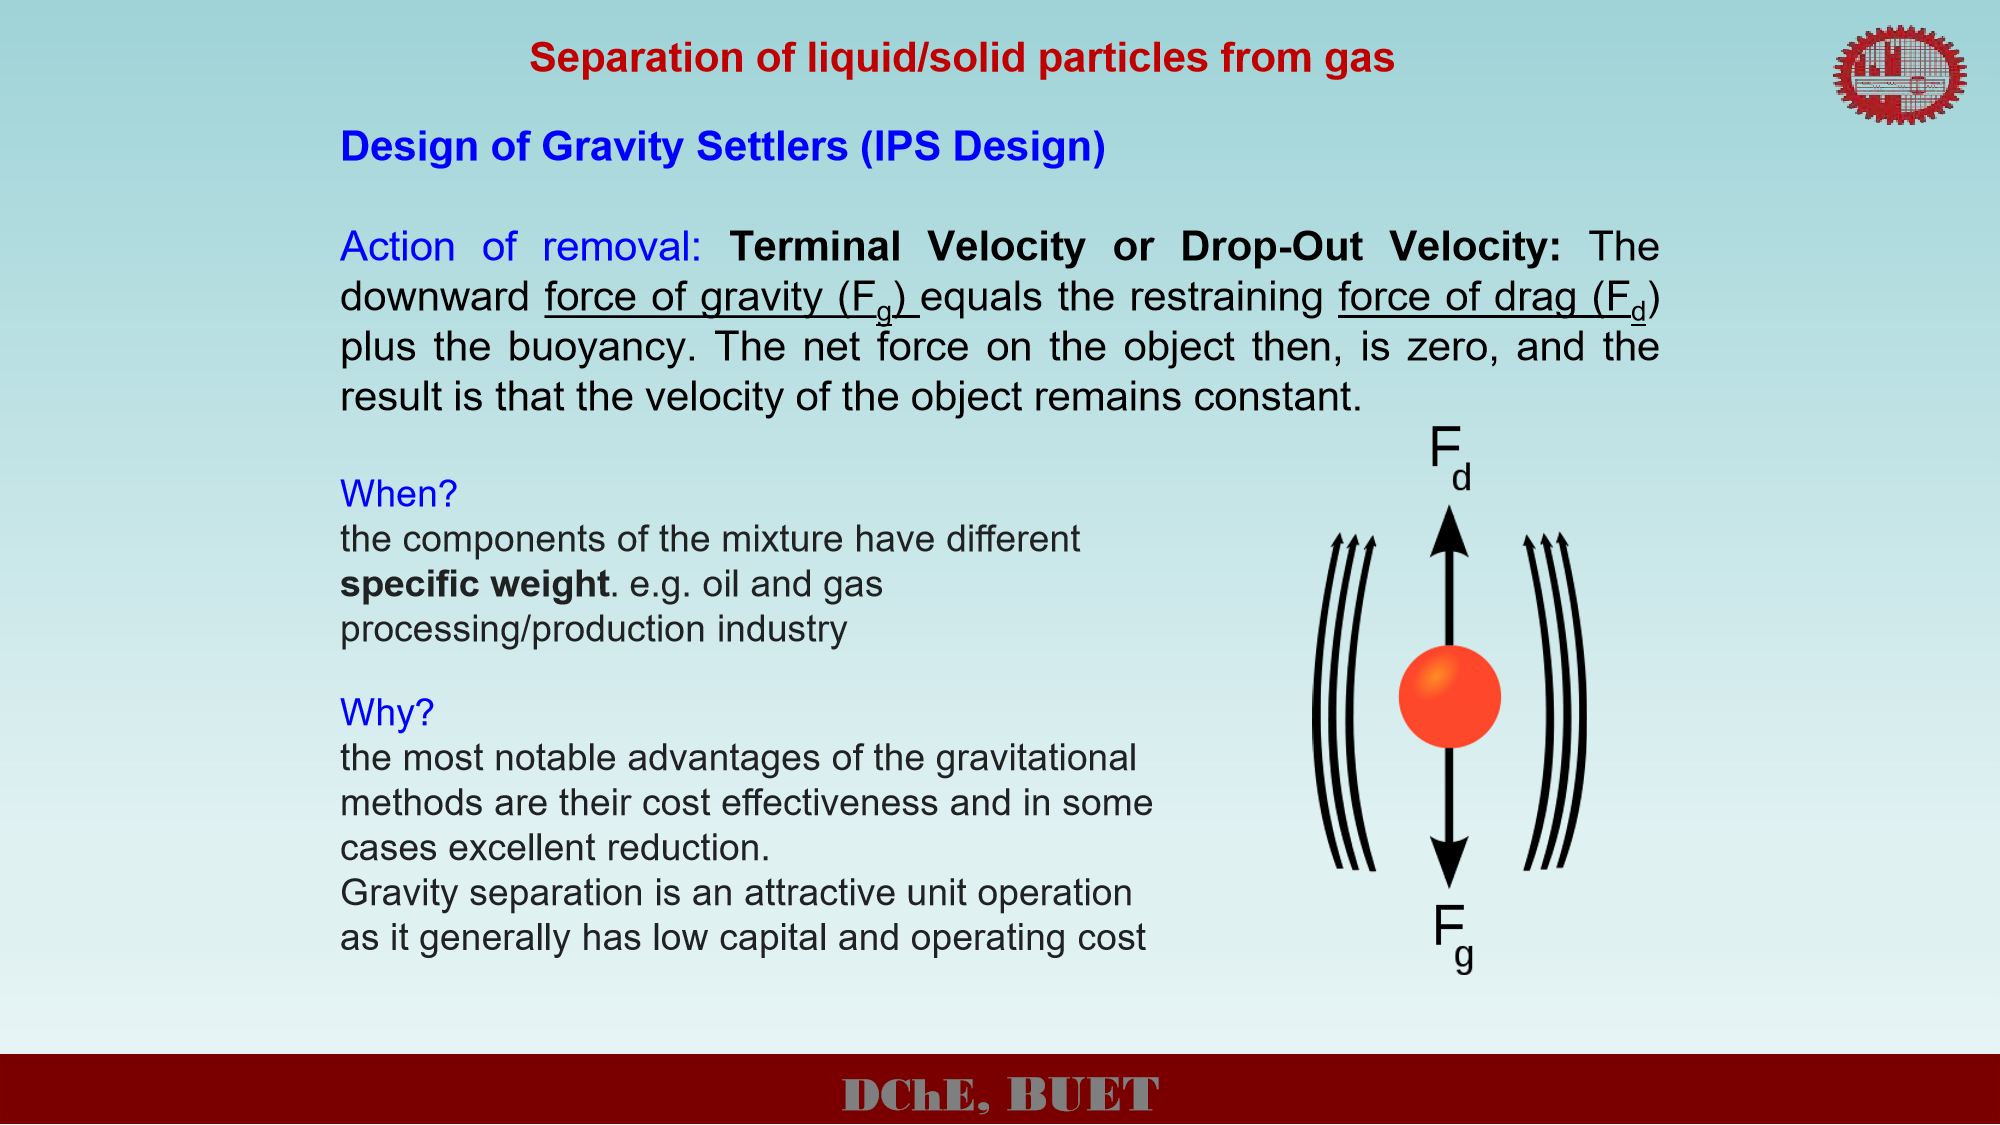 Separation of liquid/solid particles from gas
Design of Gravity Settlers (IPS Design)
Action of removal: Terminal Velocity or Drop-Out Velocity: The
downward force of gravity (Fg) equals the restraining force of drag (Fd)
plus the buoyancy. The net force on the object then, is zero, and the
result is that the velocity of the object remains constant.
When?
the components of the mixture have different
specific weight. e.g. oil and gas
processing/production industry
Why?
the most notable advantages of the gravitational
methods are their cost effectiveness and in some
cases excellent reduction.
Gravity separation is an attractive unit operation
as it generally has low capital and operating cost
Fd
Fg
DChE, BUET